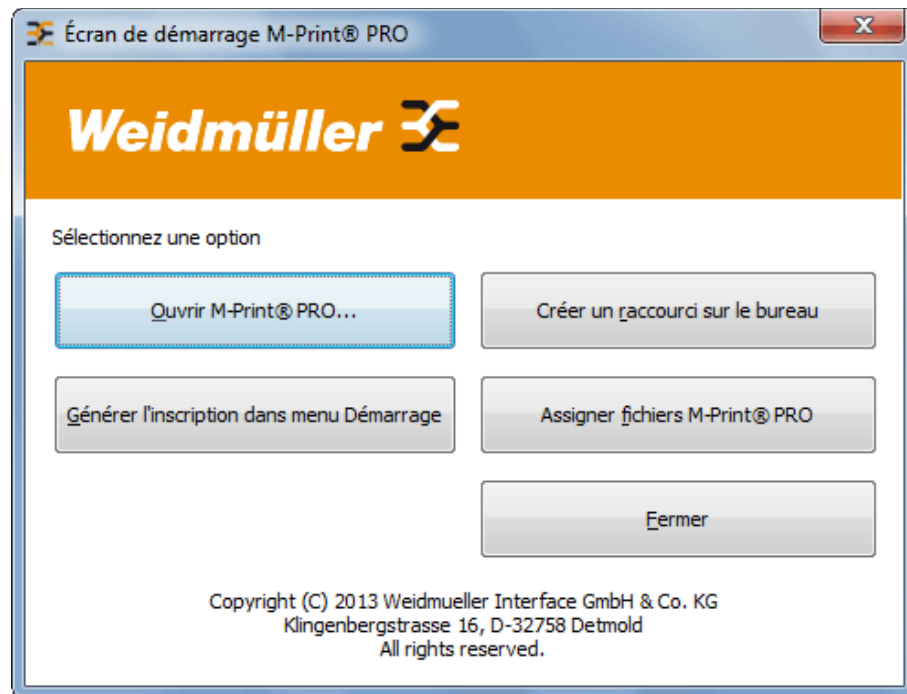 Écran de démarrage M-Print® PRO
Weidmüller
Sélectionnez une option
Ouvrir M-Print® PRO...
Créer un raccourci sur le bureau
Générer l'inscription dans menu Démarrage
Assigner fichiers M-Print® PRO
Fermer
Copyright (C) 2013 Weidmueller Interface GmbH & Co. KG
Klingenbergstrasse 16, D-32758 Detmold
All rights reserved.